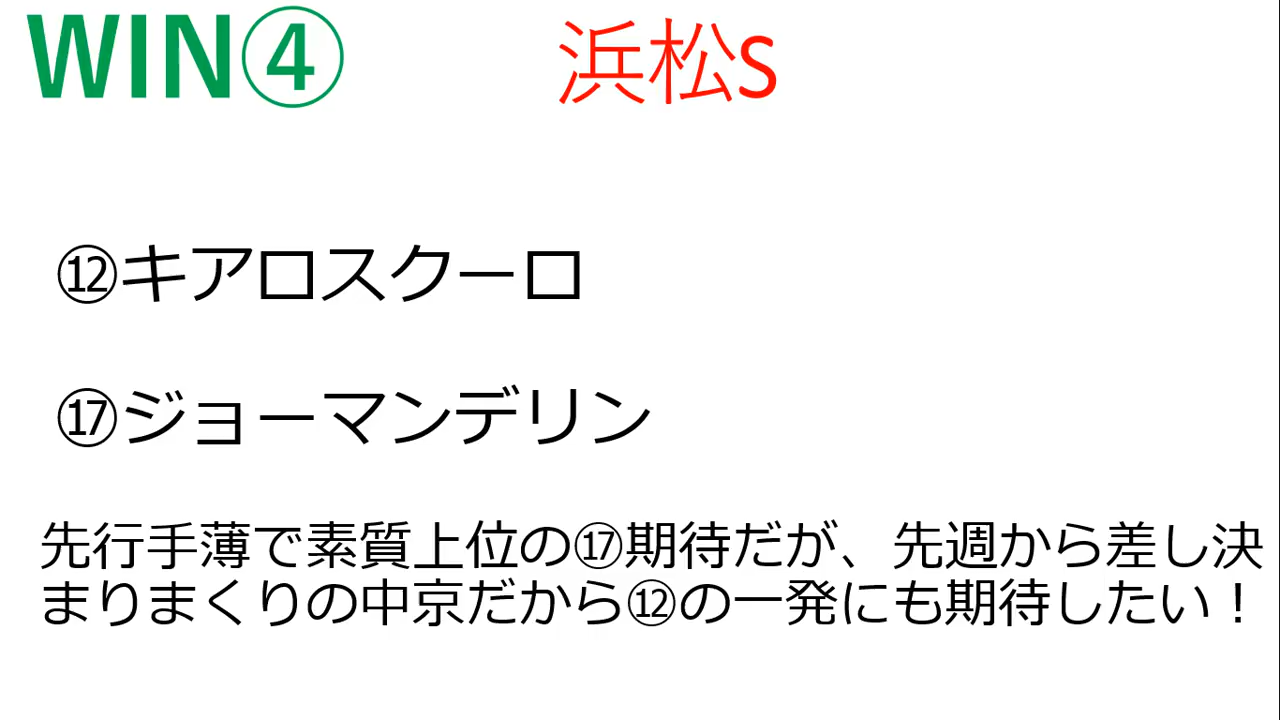 WIN④ 浜松S
⑫キアロスクーロ
⑰ジョーマンデリン
先行手薄で素質上位の⑰期待だが、先週から差し決
まりまくりの中京だから⑫の一発にも期待したい！